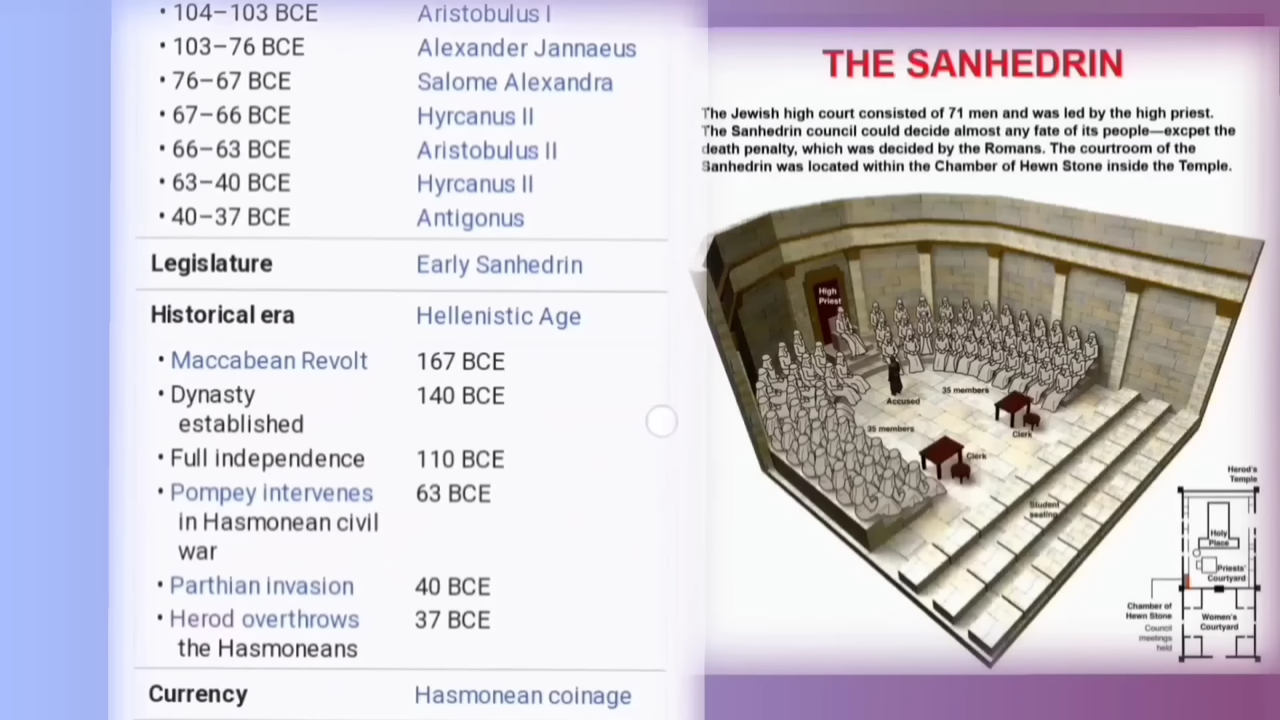 • 104–103 BCE Aristobulus I
• 103–76 BCE Alexander Jannaeus
• 76–67 BCE Salome Alexandra
• 67–66 BCE Hyrcanus II
• 66–63 BCE Aristobulus II
• 63–40 BCE Hyrcanus II
• 40–37 BCE Antigonus
Legislature Early Sanhedrin
Historical era Hellenistic Age
• Maccabean Revolt 167 BCE
• Dynasty 140 BCE
established
• Full independence 110 BCE
• Pompey intervenes 63 BCE
in Hasmonean civil
war
• Parthian invasion 40 BCE
• Herod overthrows 37 BCE
the Hasmoneans
Currency Hasmonean coinage
THE SANHEDRIN
The Jewish high court consisted of 71 men and was led by the high priest.
The Sanhedrin council could decide almost any fate of its people—excpet the
death penalty, which was decided by the Romans. The courtroom of the
Sanhedrin was located within the Chamber of Hewn Stone inside the Temple.
High
Priest
Accused
35 members
35 members
Clerk
Clerk
Student
seating
Herod's
Temple
Holy
Place
Priests'
Courtyard
Chamber of
Hewn Stone
Council
meetings
held
Women's
Courtyard